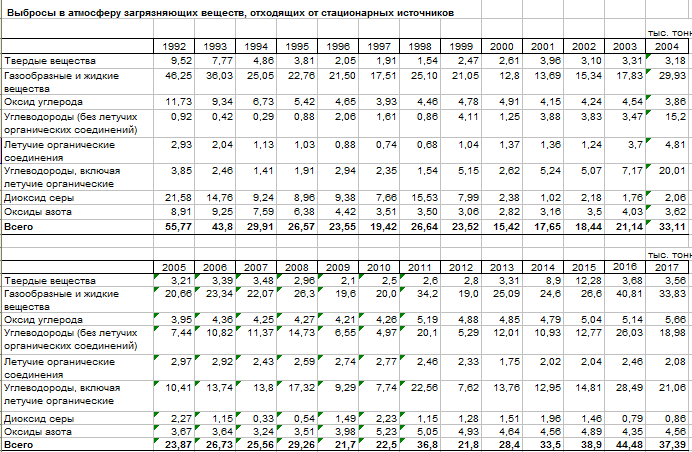 Выбросы в атмосферу загрязняющих веществ, отходящих от стационарных источников
тыс. тонн
1992 1993 1994 1995 1996 1997 1998 1999 2000 2001 2002 2003 2004
Твердые вещества 9,52 7,77 4,86 3,81 2,05 1,91 1,54 2,47 2,61 3,96 3,10 3,31 3,18
Газообразные и жидкие 46,25 36,03 25,05 22,76 21,50 17,51 25,10 21,05 12,8 13,69 15,34 17,83 29,93
вещества
Оксид углерода 11,73 9,34 6,73 5,42 4,65 3,93 4,46 4,78 4,91 4,15 4,24 4,54 3,86
Углеводороды (без летучих 0,92 0,42 0,29 0,88 2,06 1,61 0,86 4,11 1,25 3,88 3,83 3,47 15,2
органических соединений)
Летучие органические 2,93 2,04 1,13 1,03 0,88 0,74 0,68 1,04 1,37 1,36 1,24 3,7 4,81
соединения
Углеводороды, включая 3,85 2,46 1,41 1,91 2,94 2,35 1,54 5,15 2,62 5,24 5,07 7,17 20,01
летучие органические
Диоксид серы 21,58 14,76 9,24 8,96 9,38 7,66 15,53 7,99 2,38 1,02 2,18 1,76 2,06
Оксиды азота 8,91 9,25 7,59 6,38 4,42 3,51 3,50 3,06 2,82 3,16 3,5 4,03 3,62
Всего 55,77 43,8 29,91 26,57 23,55 19,42 26,64 23,52 15,42 17,65 18,44 21,14 33,11
тыс. тонн
2005 2006 2007 2008 2009 2010 2011 2012 2013 2014 2015 2016 2017
Твердые вещества 3,21 3,39 3,48 2,96 2,1 2,5 2,6 2,8 3,31 8,9 12,28 3,68 3,56
Газообразные и жидкие 20,66 23,34 22,07 26,3 19,6 20,0 34,2 19,0 25,09 24,6 26,6 40,81 33,83
вещества
Оксид углерода 3,95 4,36 4,25 4,27 4,21 4,26 5,19 4,88 4,85 4,79 5,04 5,14 5,66
Углеводороды (без летучих 7,44 10,82 11,37 14,73 6,55 4,97 20,1 5,29 12,01 10,93 12,77 26,03 18,98
органических соединений)
Летучие органические 2,97 2,92 2,43 2,59 2,74 2,77 2,46 2,33 1,75 2,02 2,04 2,46 2,08
соединения
Углеводороды, включая 10,41 13,74 13,8 17,32 9,29 7,74 22,56 7,62 13,76 12,95 14,81 28,49 21,06
летучие органические
Диоксид серы 2,27 1,15 0,33 0,54 1,49 2,23 1,15 1,28 1,51 1,96 1,46 0,79 0,86
Оксиды азота 3,67 3,64 3,24 3,51 3,98 5,23 5,05 4,93 4,64 4,56 4,89 4,35 4,56
Всего 23,87 26,73 25,56 29,26 21,7 22,5 36,8 21,8 28,4 33,5 38,9 44,48 37,39